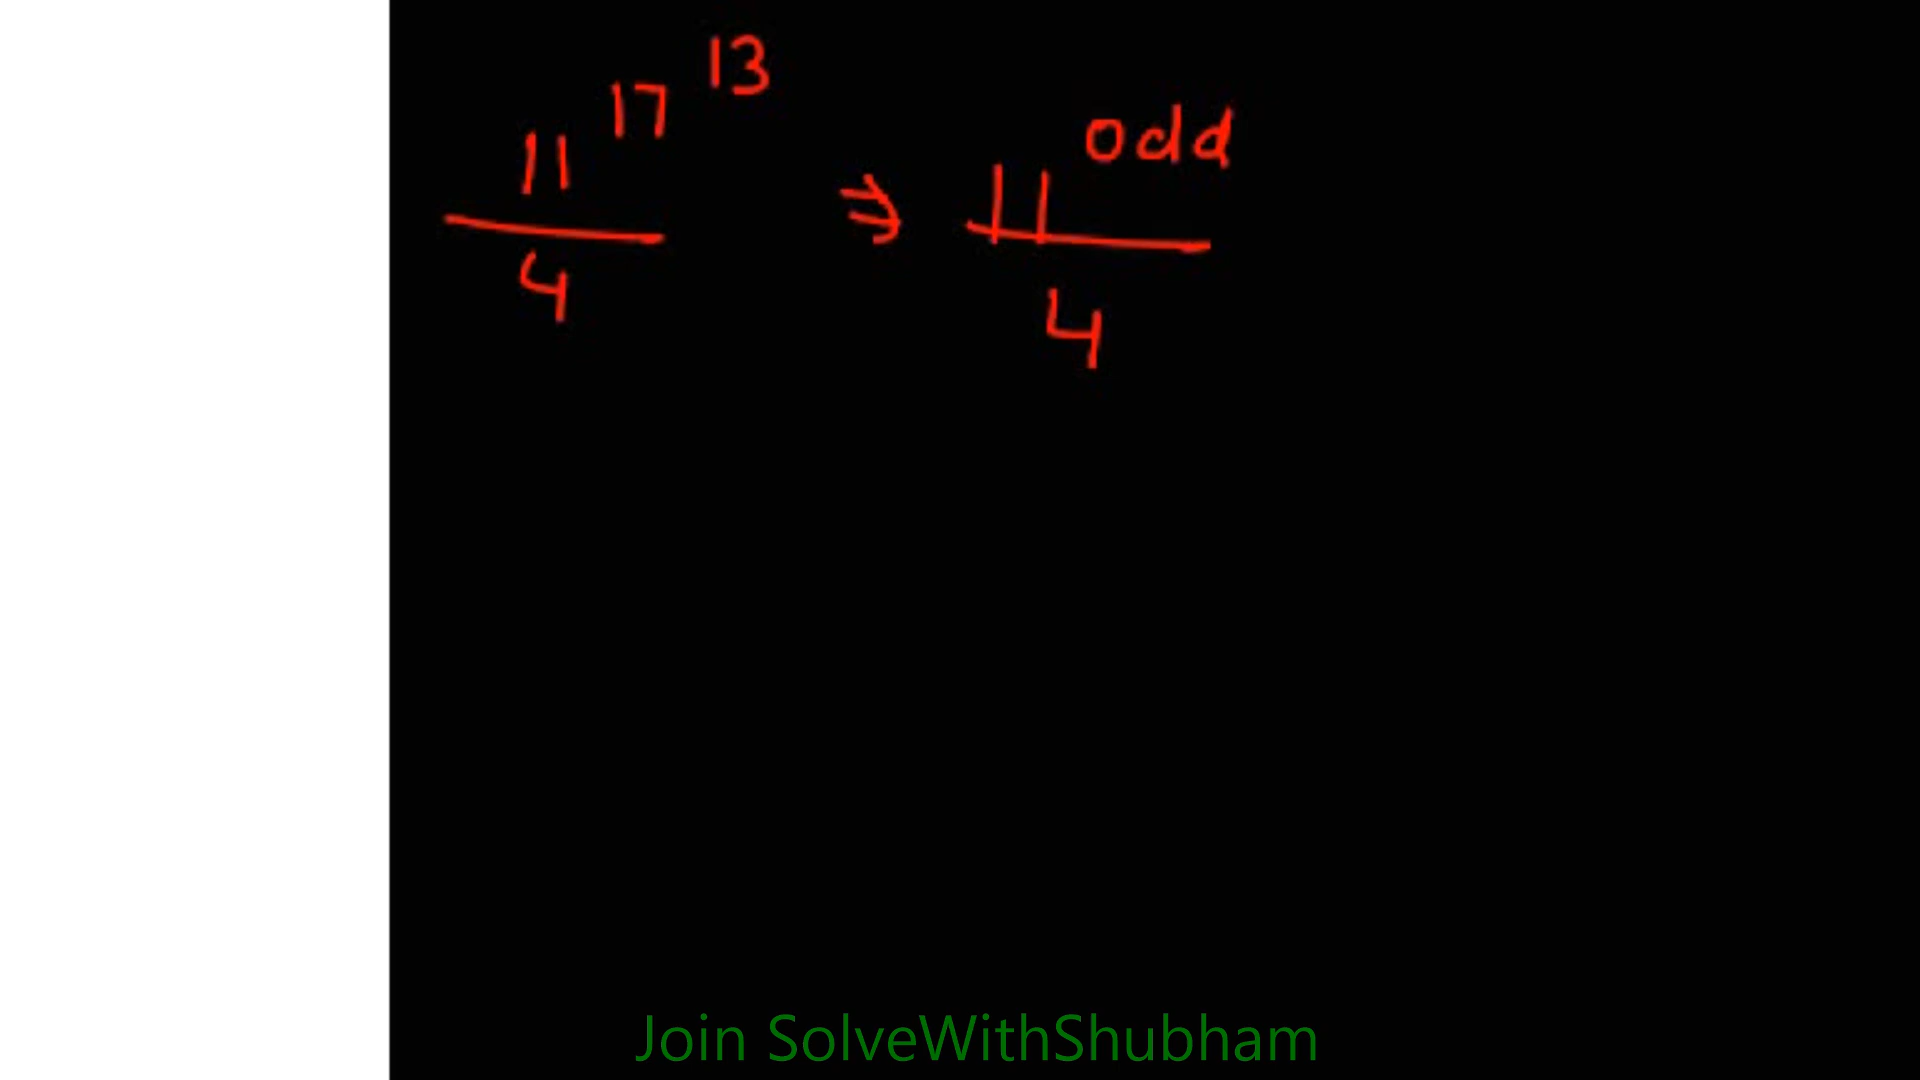 11^17^13 / 4 ⇒ 11^odd / 4
Join SolveWithShubham